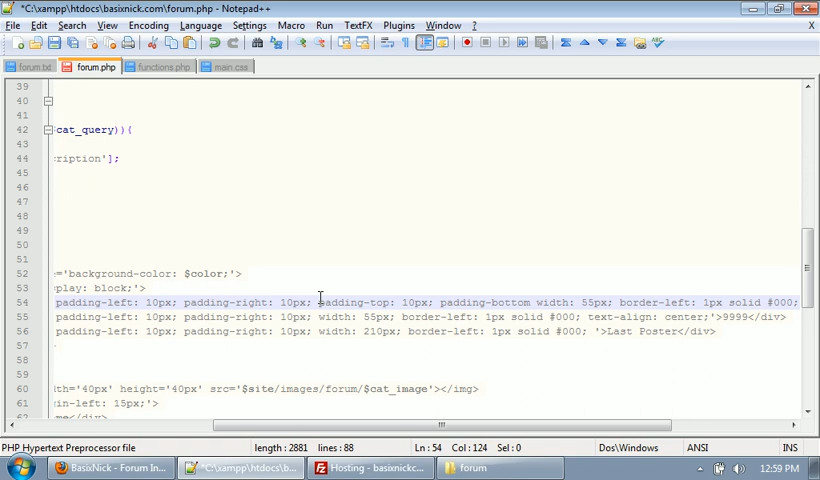 *C:\xampp\htdocs\basixnick.com\forum.php - Notepad++
File Edit Search View Encoding Language Settings Macro Run TextFX Plugins Window X
forum.txt forum.php functions.php main.css
39
40
41
42 cat_query)){
43
44 cription'];
45
46
47
48
49
50
51
52 ='background-color: $color;'>
53 play: block;'>
54 padding-left: 10px; padding-right: 10px; padding-top: 10px; padding-bottom width: 55px; border-left: 1px solid #000;
55 padding-left: 10px; padding-right: 10px; width: 55px; border-left: 1px solid #000; text-align: center;'>9999</div>
56 padding-left: 10px; padding-right: 10px; width: 210px; border-left: 1px solid #000; '>Last Poster</div>
57
58
59
60 dth='40px' height='40px' src='$site/images/forum/$cat_image'></img>
61 in-left: 15px;'>
62 me</div>
PHP Hypertext Preprocessor file length : 2881 lines : 88 Ln : 54 Col : 124 Sel : 0 Dos\Windows ANSI INS
BasixNick - Forum In... *C:\xampp\htdocs\b... Hosting - basixnickc... forum 12:59 PM